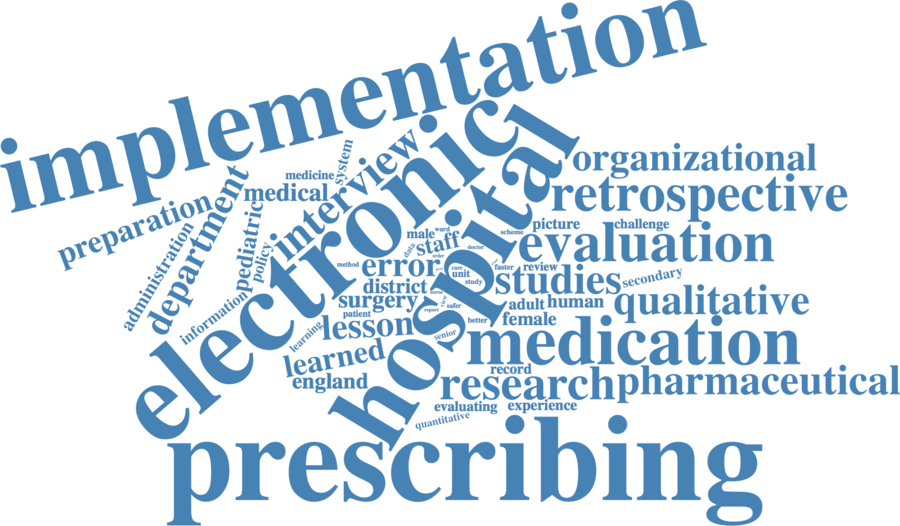 implementation
electronic
hospital
prescribing
medicine
system
medical
interview
organizational
department
pediatric
preparation
policy
retrospective
administration
information
male
ward
staff
data
order
doctor
scheme
picture
challenge
evaluation
method
error
care
unit
study
faster
review
studies
secondary
district
surgery
patient
report
view
safer
adult
human
qualitative
learning
lesson
better
female
senior
medication
learned
england
record
research
pharmaceutical
evaluating
experience
quantitative